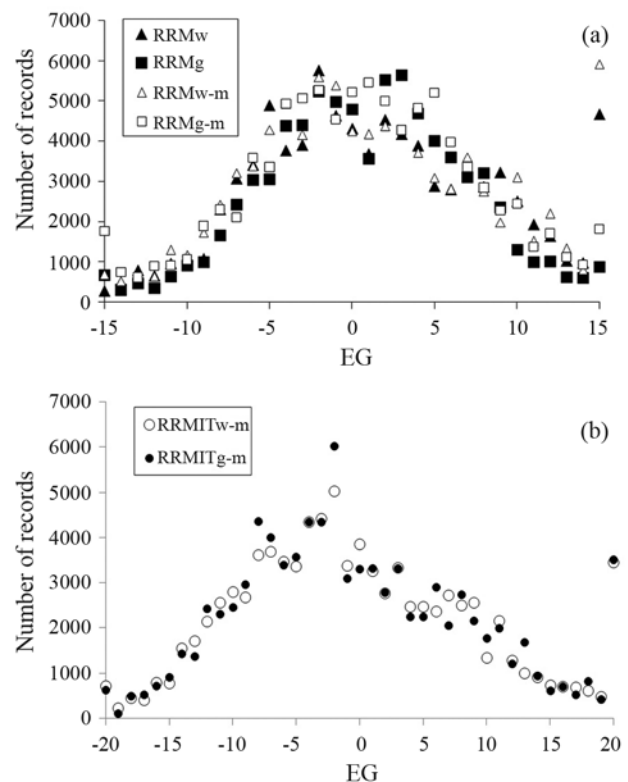 7000
6000
5000
4000
3000
2000
1000
0
Number of records
RRMw
RRMg
RRMw-m
RRMg-m
(a)
-15 -10 -5 0 5 10 15
EG
7000
6000
5000
4000
3000
2000
1000
0
Number of records
RRMITw-m
RRMITg-m
(b)
-20 -15 -10 -5 0 5 10 15 20
EG